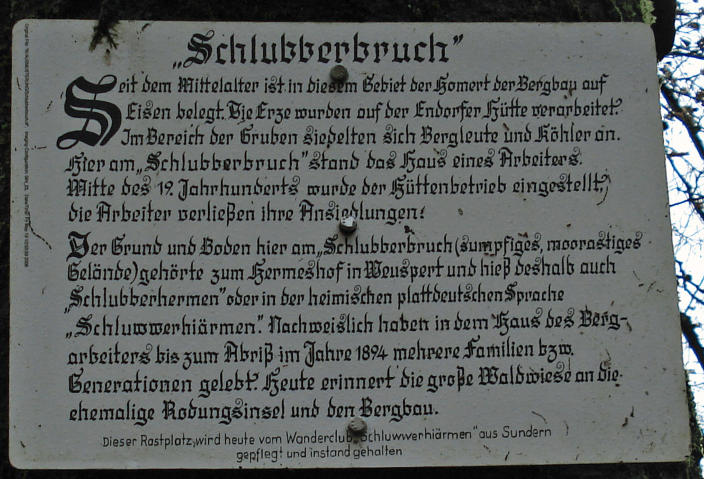 „Schlubberbruch”
Seit dem Mittelalter ist in diesem Gebiet der Homert der Bergbau auf
Eisen belegt. Die Erze wurden auf der Endorfer Hütte verarbeitet.
Im Bereich der Gruben siedelten sich Bergleute und Köhler an.
Hier am „Schlubberbruch” stand das Haus eines Arbeiters.
Mitte des 19. Jahrhunderts wurde der Hüttenbetrieb eingestellt,
die Arbeiter verließen ihre Ansiedlungen.
Der Grund und Boden hier am „Schlubberbruch (sumpfiges, moorastiges
Gelände) gehörte zum Hermeshof in Weuspert und hieß deshalb auch
„Schlubberhermen” oder in der heimischen plattdeutschen Sprache
„Schluwwerhiärmen”. Nachweislich haben in dem Haus des Berg-
arbeiters bis zum Abriß im Jahre 1894 mehrere Familien bzw.
Generationen gelebt. Heute erinnert die große Waldwiese an die
ehemalige Rodungsinsel und den Bergbau.
Dieser Rastplatz, wird heute vom Wanderclub „Schluwwerhiärmen” aus Sundern
gepflegt und instand gehalten